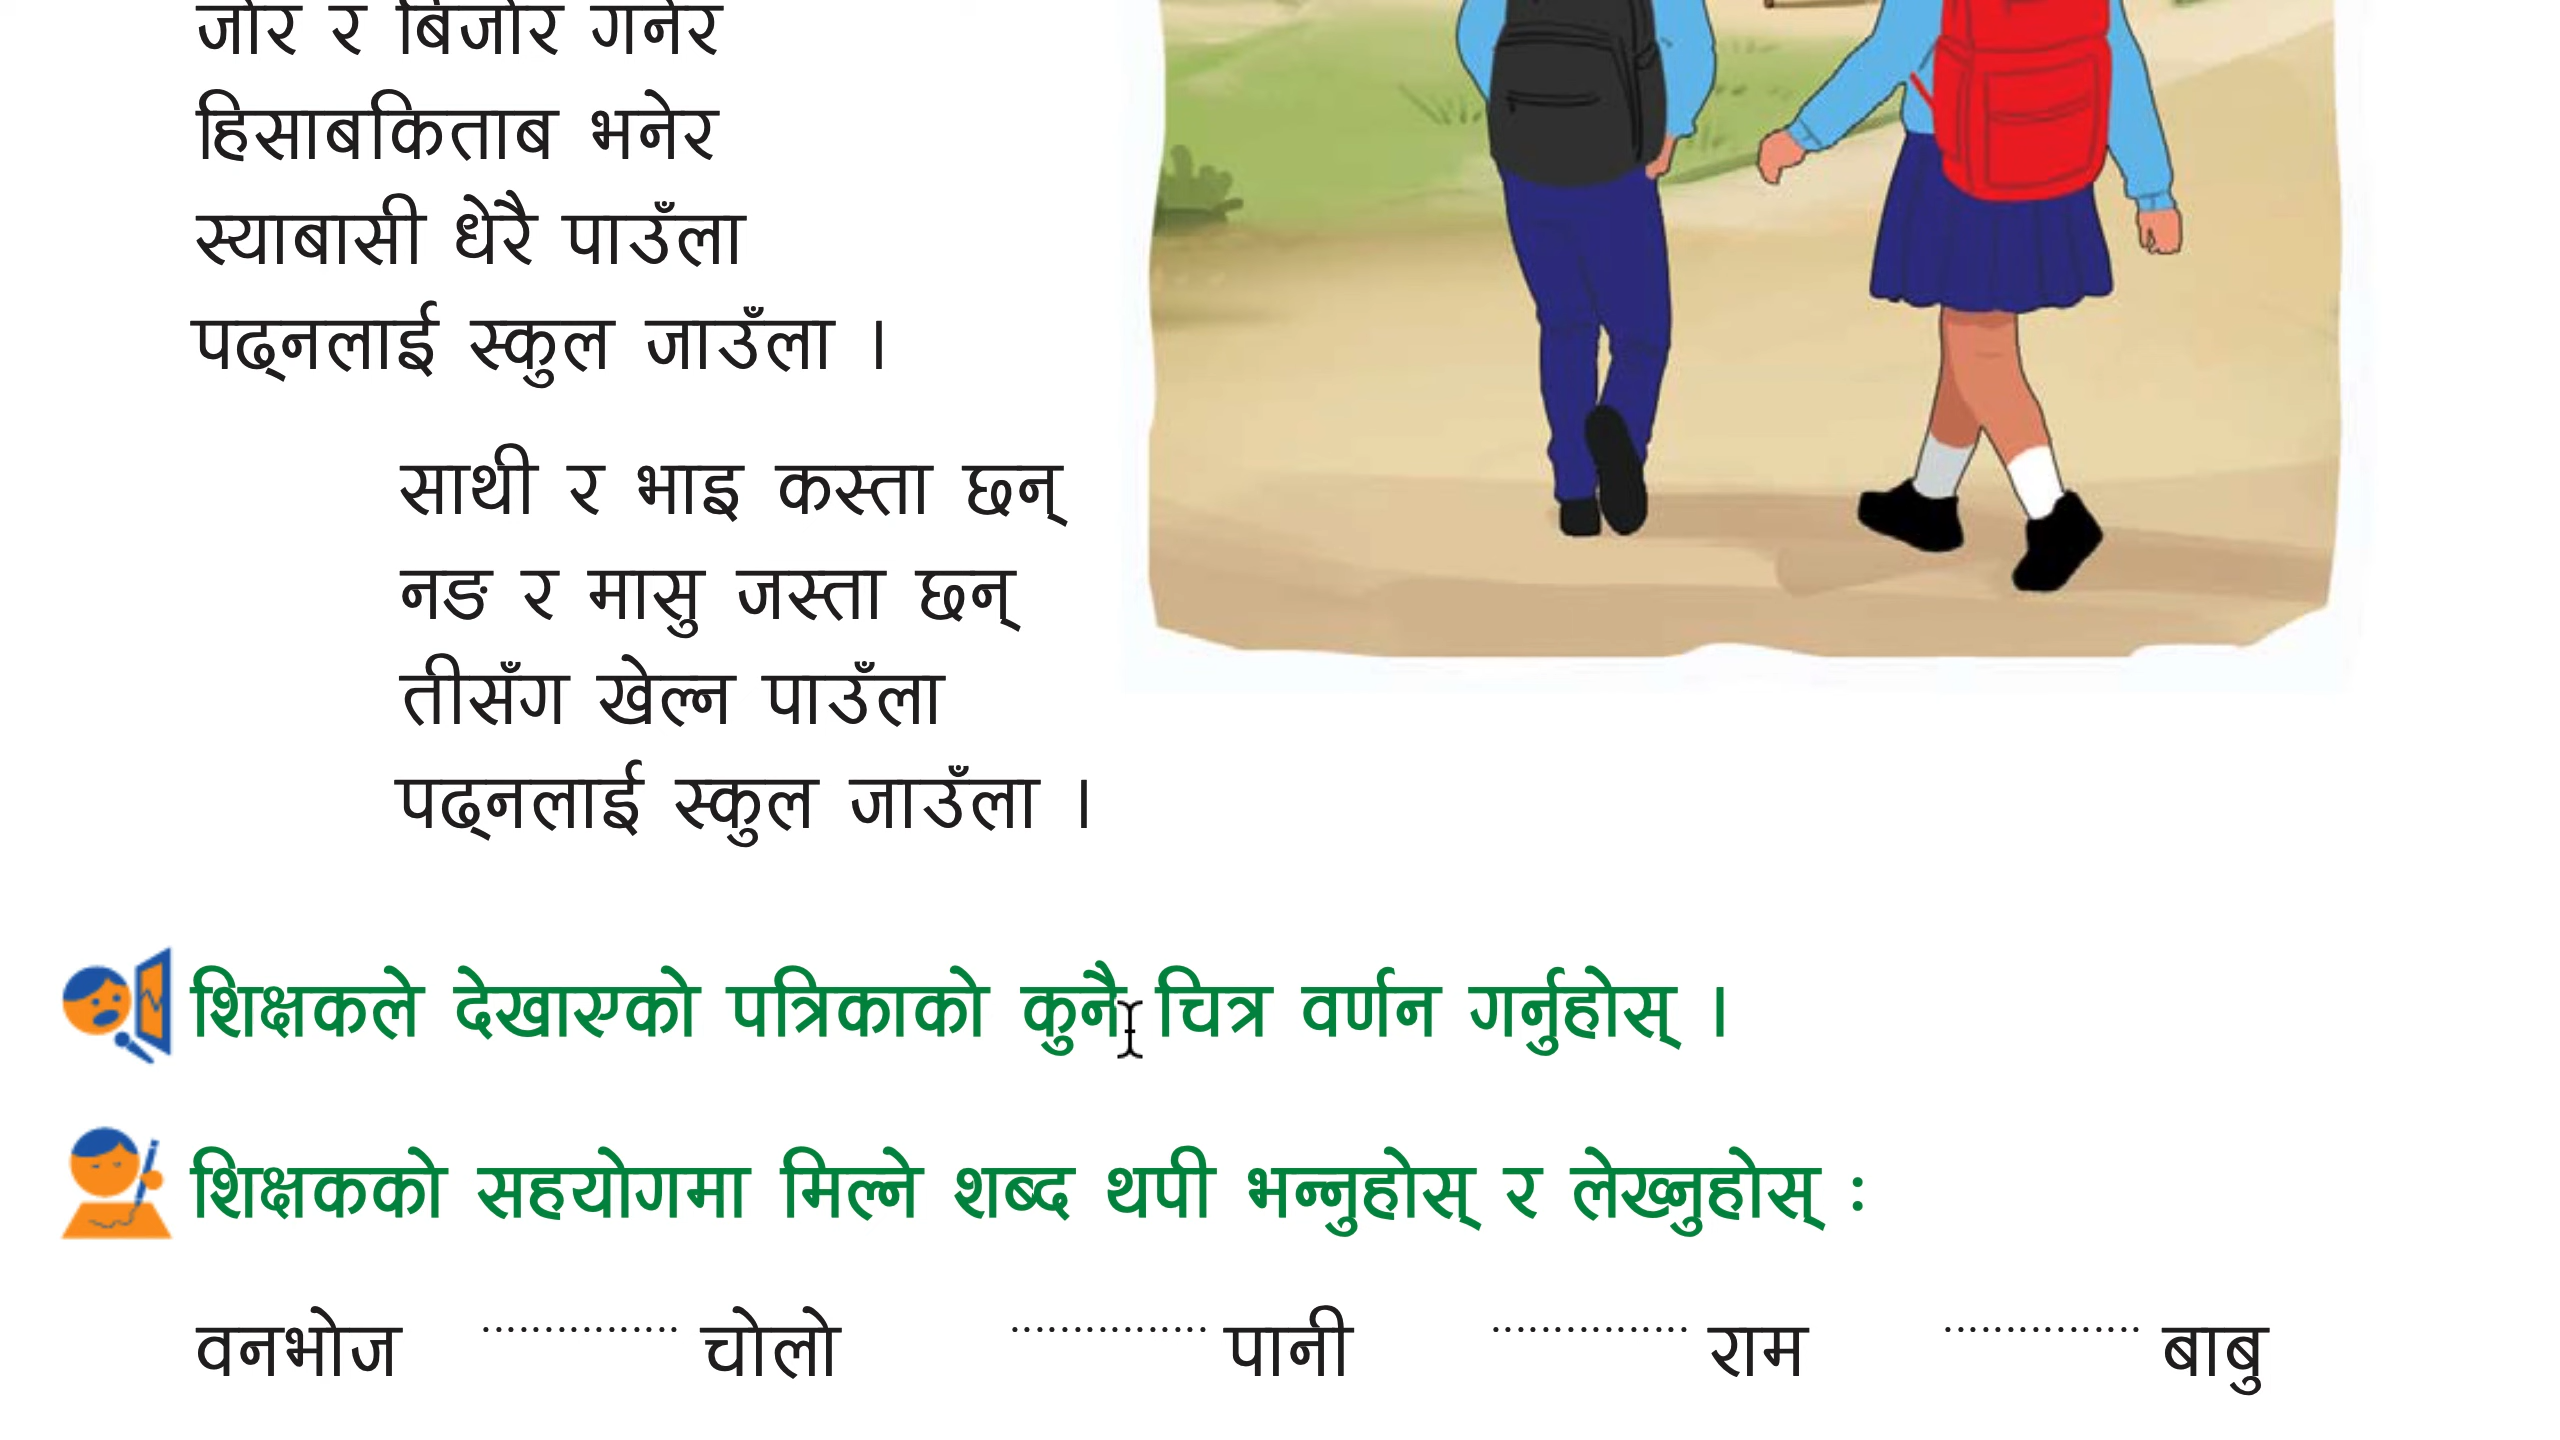 जोर र बिजोर गनेर
हिसाबकिताब भनेर
स्याबासी धेरै पाउँला
पढ्नलाई स्कुल जाउँला ।
साथी र भाइ कस्ता छन्
नङ र मासु जस्ता छन्
तीसँग खेल्न पाउँला
पढ्नलाई स्कुल जाउँला ।
शिक्षकले देखाएको पत्रिकाको कुनै चित्र वर्णन गर्नुहोस् ।
शिक्षकको सहयोगमा मिल्ने शब्द थपी भन्नुहोस् र लेख्नुहोस् :
वनभोज ................ चोलो ................ पानी ................ राम ................ बाबु